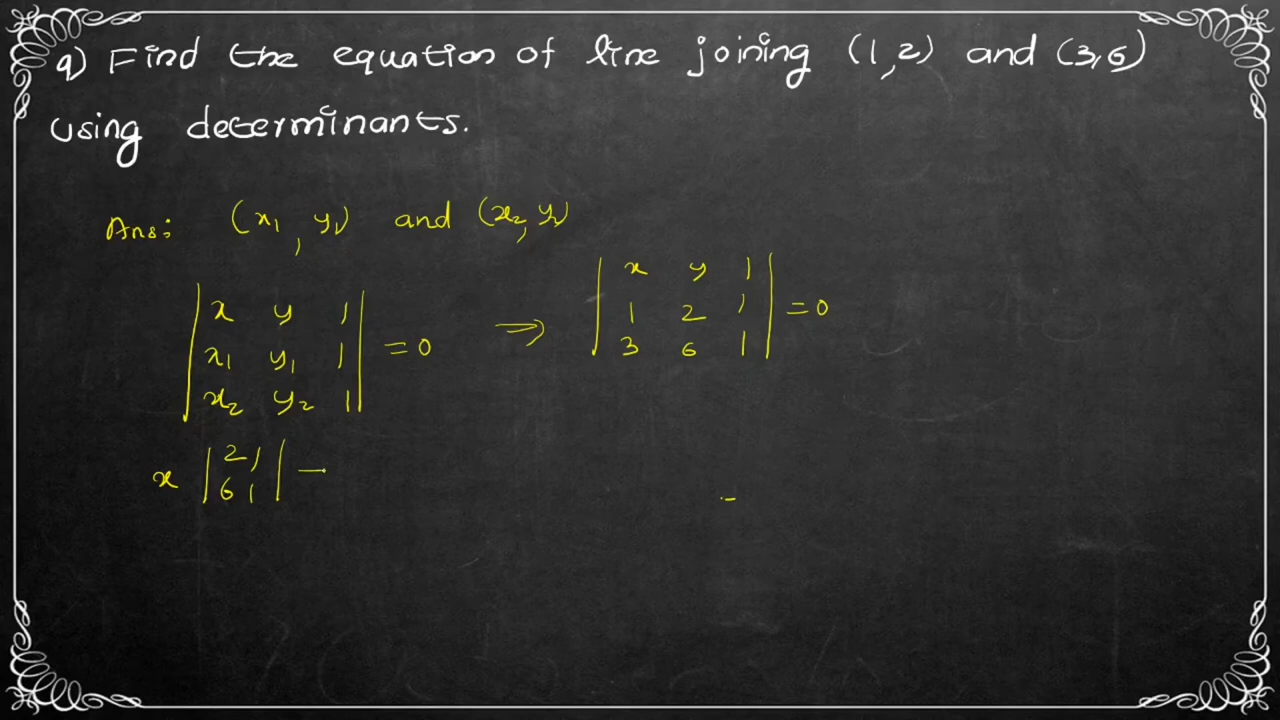 q) Find the equation of line joining (1,2) and (3,6)
using determinants.
Ans: (x₁, y₁) and (x₂, y₂)
| x y 1 |
| x₁ y₁ 1 | = 0
| x₂ y₂ 1 |
⇒
| x y 1 |
| 1 2 1 | = 0
| 3 6 1 |
x | 2 1 | −
| 6 1 |